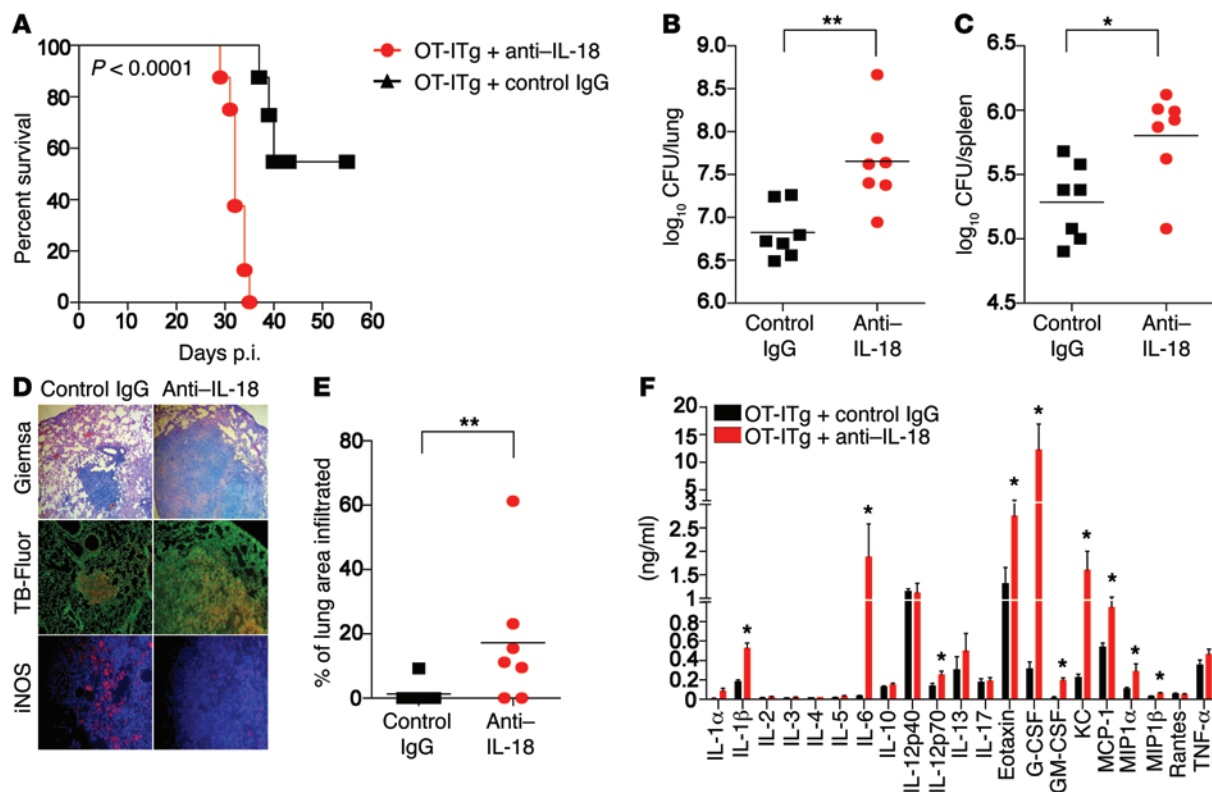 A
P < 0.0001
OT-ITg + anti–IL-18
OT-ITg + control IgG
Percent survival
100
80
60
40
20
0
0 10 20 30 40 50 60
Days p.i.
B
**
log10 CFU/lung
9.0
8.5
8.0
7.5
7.0
6.5
6.0
Control IgG
Anti–IL-18
C
*
log10 CFU/spleen
6.5
6.0
5.5
5.0
4.5
Control IgG
Anti–IL-18
D
Control IgG Anti–IL-18
Giemsa
TB-Fluor
iNOS
E
**
% of lung area infiltrated
80
60
40
20
0
Control IgG
Anti–IL-18
F
OT-ITg + control IgG
OT-ITg + anti–IL-18
(ng/ml)
20
15
10
5
3
2.5
2
1.5
1
0.6
0.4
0.2
0
* * * * * * * * * *
IL-1α
IL-1β
IL-2
IL-3
IL-4
IL-5
IL-6
IL-10
IL-12p40
IL-12p70
IL-13
IL-17
Eotaxin
G-CSF
GM-CSF
KC
MCP-1
MIP1α
MIP1β
Rantes
TNF-α